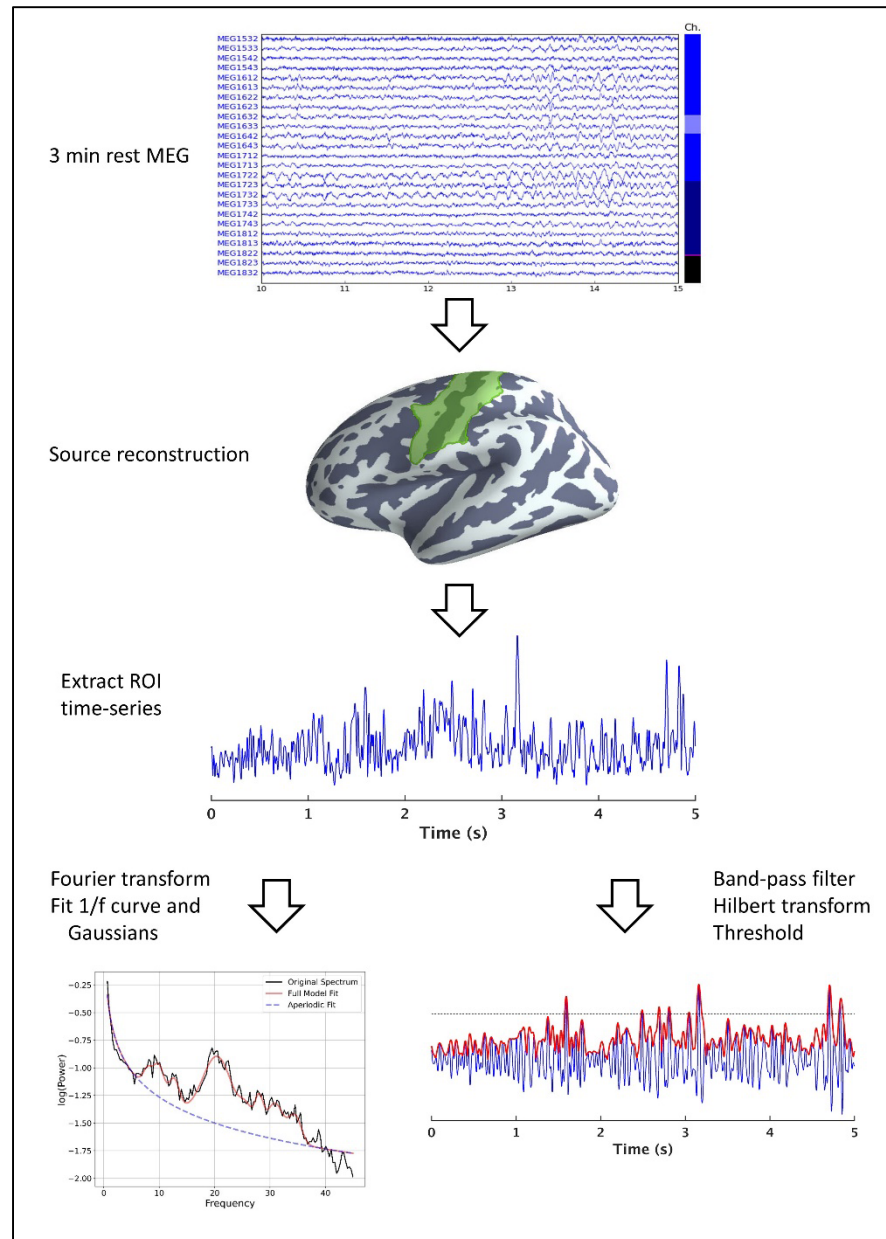 Ch.
MEG1532
MEG1533
MEG1542
MEG1543
MEG1612
MEG1613
MEG1622
MEG1623
MEG1632
MEG1633
MEG1642
MEG1643
MEG1712
MEG1713
MEG1722
MEG1723
MEG1732
MEG1733
MEG1742
MEG1743
MEG1812
MEG1813
MEG1822
MEG1823
MEG1832
10 11 12 13 14 15
3 min rest MEG
Source reconstruction
Extract ROI
time-series
0 1 2 3 4 5
Time (s)
Fourier transform
Fit 1/f curve and
Gaussians
Band-pass filter
Hilbert transform
Threshold
Original Spectrum
Full Model Fit
Aperiodic Fit
log(Power)
−0.25
−0.50
−0.75
−1.00
−1.25
−1.50
−1.75
−2.00
0 10 20 30 40
Frequency
0 1 2 3 4 5
Time (s)